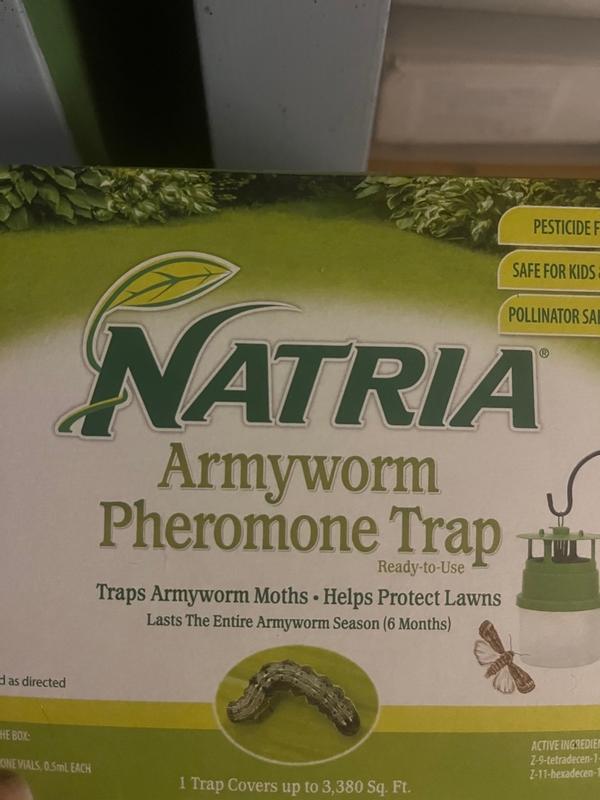 PESTICIDE F
SAFE FOR KIDS &
POLLINATOR SA
NATRIA®
Armyworm
Pheromone Trap
Ready-to-Use
Traps Armyworm Moths • Helps Protect Lawns
Lasts The Entire Armyworm Season (6 Months)
d as directed
HE BOX:
ONE VIALS, 0.5mL EACH
ACTIVE INGREDIEN
Z-9-tetradecen-1-
Z-11-hexadecen-1
1 Trap Covers up to 3,380 Sq. Ft.